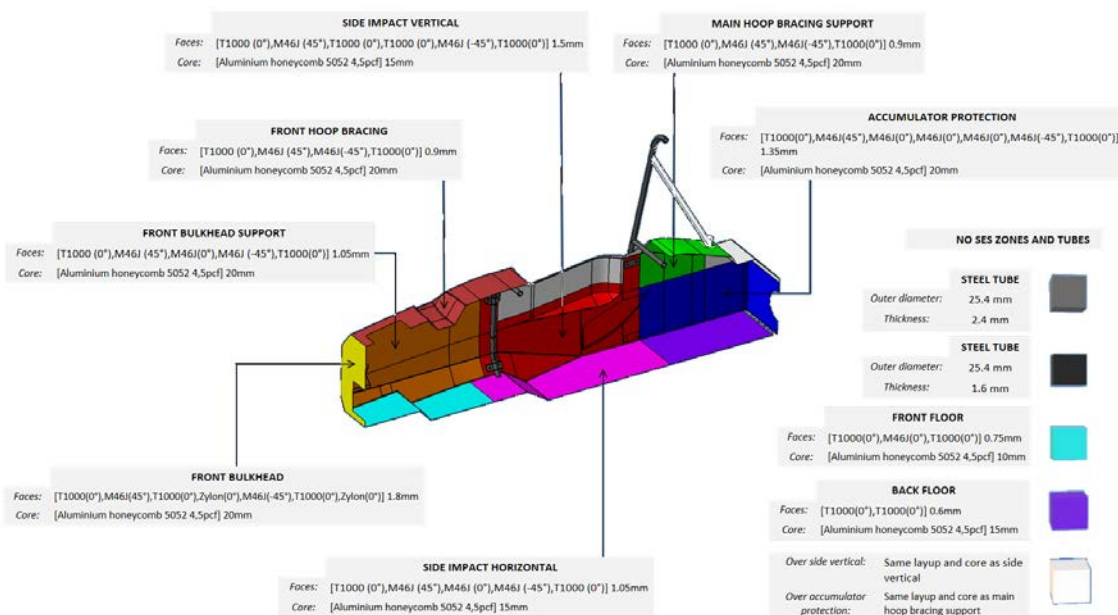 SIDE IMPACT VERTICAL
Faces: [T1000 (0°),M46J (45°),T1000 (0°),T1000 (0°),M46J (-45°),T1000(0°)] 1.5mm
Core: [Aluminium honeycomb 5052 4,5pcf] 15mm
MAIN HOOP BRACING SUPPORT
Faces: [T1000 (0°),M46J (45°),M46J(-45°),T1000(0°)] 0.9mm
Core: [Aluminium honeycomb 5052 4,5pcf] 20mm
FRONT HOOP BRACING
Faces: [T1000 (0°),M46J (45°),M46J(-45°),T1000(0°)] 0.9mm
Core: [Aluminium honeycomb 5052 4,5pcf] 20mm
ACCUMULATOR PROTECTION
Faces: [T1000(0°),M46J(45°),M46J(0°),M46J(0°),M46J(0°),M46J(-45°),T1000(0°)]
1.35mm
Core: [Aluminium honeycomb 5052 4,5pcf] 20mm
FRONT BULKHEAD SUPPORT
Faces: [T1000 (0°),M46J (45°),M46J(0°),M46J (-45°),T1000(0°)] 1.05mm
Core: [Aluminium honeycomb 5052 4,5pcf] 20mm
NO SES ZONES AND TUBES
STEEL TUBE
Outer diameter: 25.4 mm
Thickness: 2.4 mm
STEEL TUBE
Outer diameter: 25.4 mm
Thickness: 1.6 mm
FRONT FLOOR
Faces: [T1000(0°),M46J(0°),T1000(0°)] 0.75mm
Core: [Aluminium honeycomb 5052 4,5pcf] 10mm
FRONT BULKHEAD
Faces: [T1000(0°),M46J(45°),T1000(0°),Zylon(0°),M46J(-45°),T1000(0°),Zylon(0°)] 1.8mm
Core: [Aluminium honeycomb 5052 4,5pcf] 20mm
BACK FLOOR
Faces: [T1000(0°),T1000(0°)] 0.6mm
Core: [Aluminium honeycomb 5052 4,5pcf] 15mm
SIDE IMPACT HORIZONTAL
Faces: [T1000 (0°),M46J (45°),M46J (0°),M46J (-45°),T1000 (0°)] 1.05mm
Core: [Aluminium honeycomb 5052 4,5pcf] 15mm
Over side vertical: Same layup and core as side
vertical
Over accumulator Same layup and core as main
protection: hoop bracing support